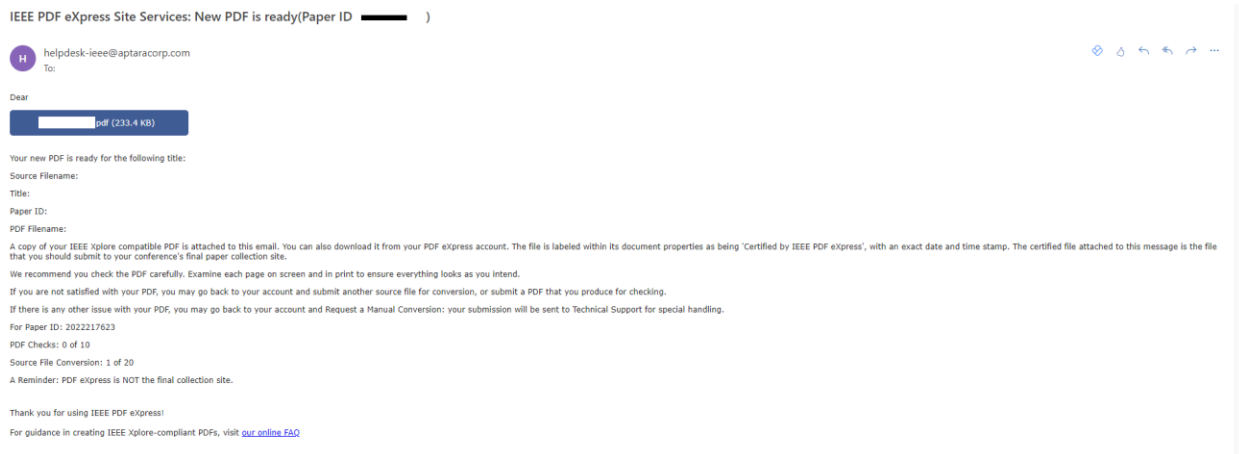 IEEE PDF eXpress Site Services: New PDF is ready(Paper ID )
H
helpdesk-ieee@aptaracorp.com
To:
Dear
pdf (233.4 KB)
Your new PDF is ready for the following title:
Source Filename:
Title:
Paper ID:
PDF Filename:
A copy of your IEEE Xplore compatible PDF is attached to this email. You can also download it from your PDF eXpress account. The file is labeled within its document properties as being 'Certified by IEEE PDF eXpress', with an exact date and time stamp. The certified file attached to this message is the file
that you should submit to your conference's final paper collection site.
We recommend you check the PDF carefully. Examine each page on screen and in print to ensure everything looks as you intend.
If you are not satisfied with your PDF, you may go back to your account and submit another source file for conversion, or submit a PDF that you produce for checking.
If there is any other issue with your PDF, you may go back to your account and Request a Manual Conversion: your submission will be sent to Technical Support for special handling.
For Paper ID: 2022217623
PDF Checks: 0 of 10
Source File Conversion: 1 of 20
A Reminder: PDF eXpress is NOT the final collection site.
Thank you for using IEEE PDF eXpress!
For guidance in creating IEEE Xplore-compliant PDFs, visit our online FAQ